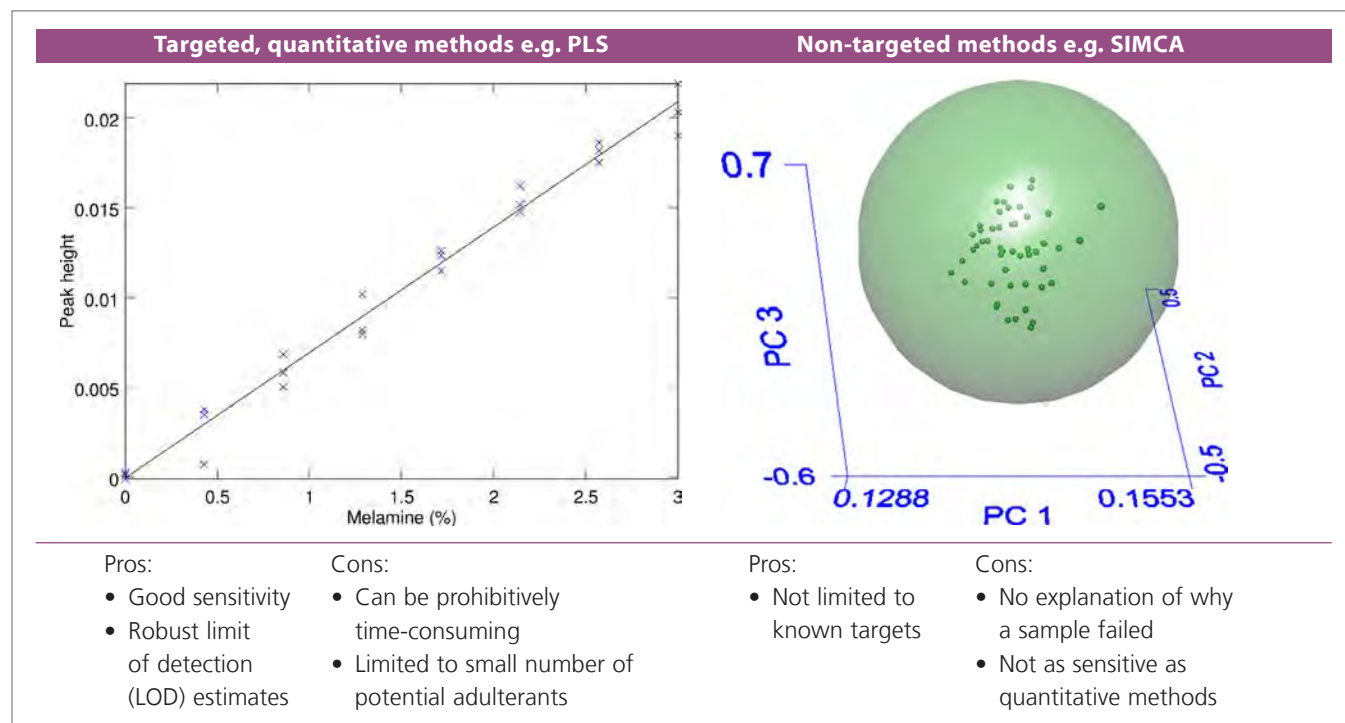 Targeted, quantitative methods e.g. PLS
Non-targeted methods e.g. SIMCA
0.02
0.015
0.01
0.005
0
Peak height
0
0.5
1
1.5
2
2.5
3
Melamine (%)
0.7
PC 3
-0.6
0.1288
PC 1
0.1553
-0.5
PC 2
0.5
Pros:
• Good sensitivity
• Robust limit
of detection
(LOD) estimates
Cons:
• Can be prohibitively
time-consuming
• Limited to small number of
potential adulterants
Pros:
• Not limited to
known targets
Cons:
• No explanation of why
a sample failed
• Not as sensitive as
quantitative methods